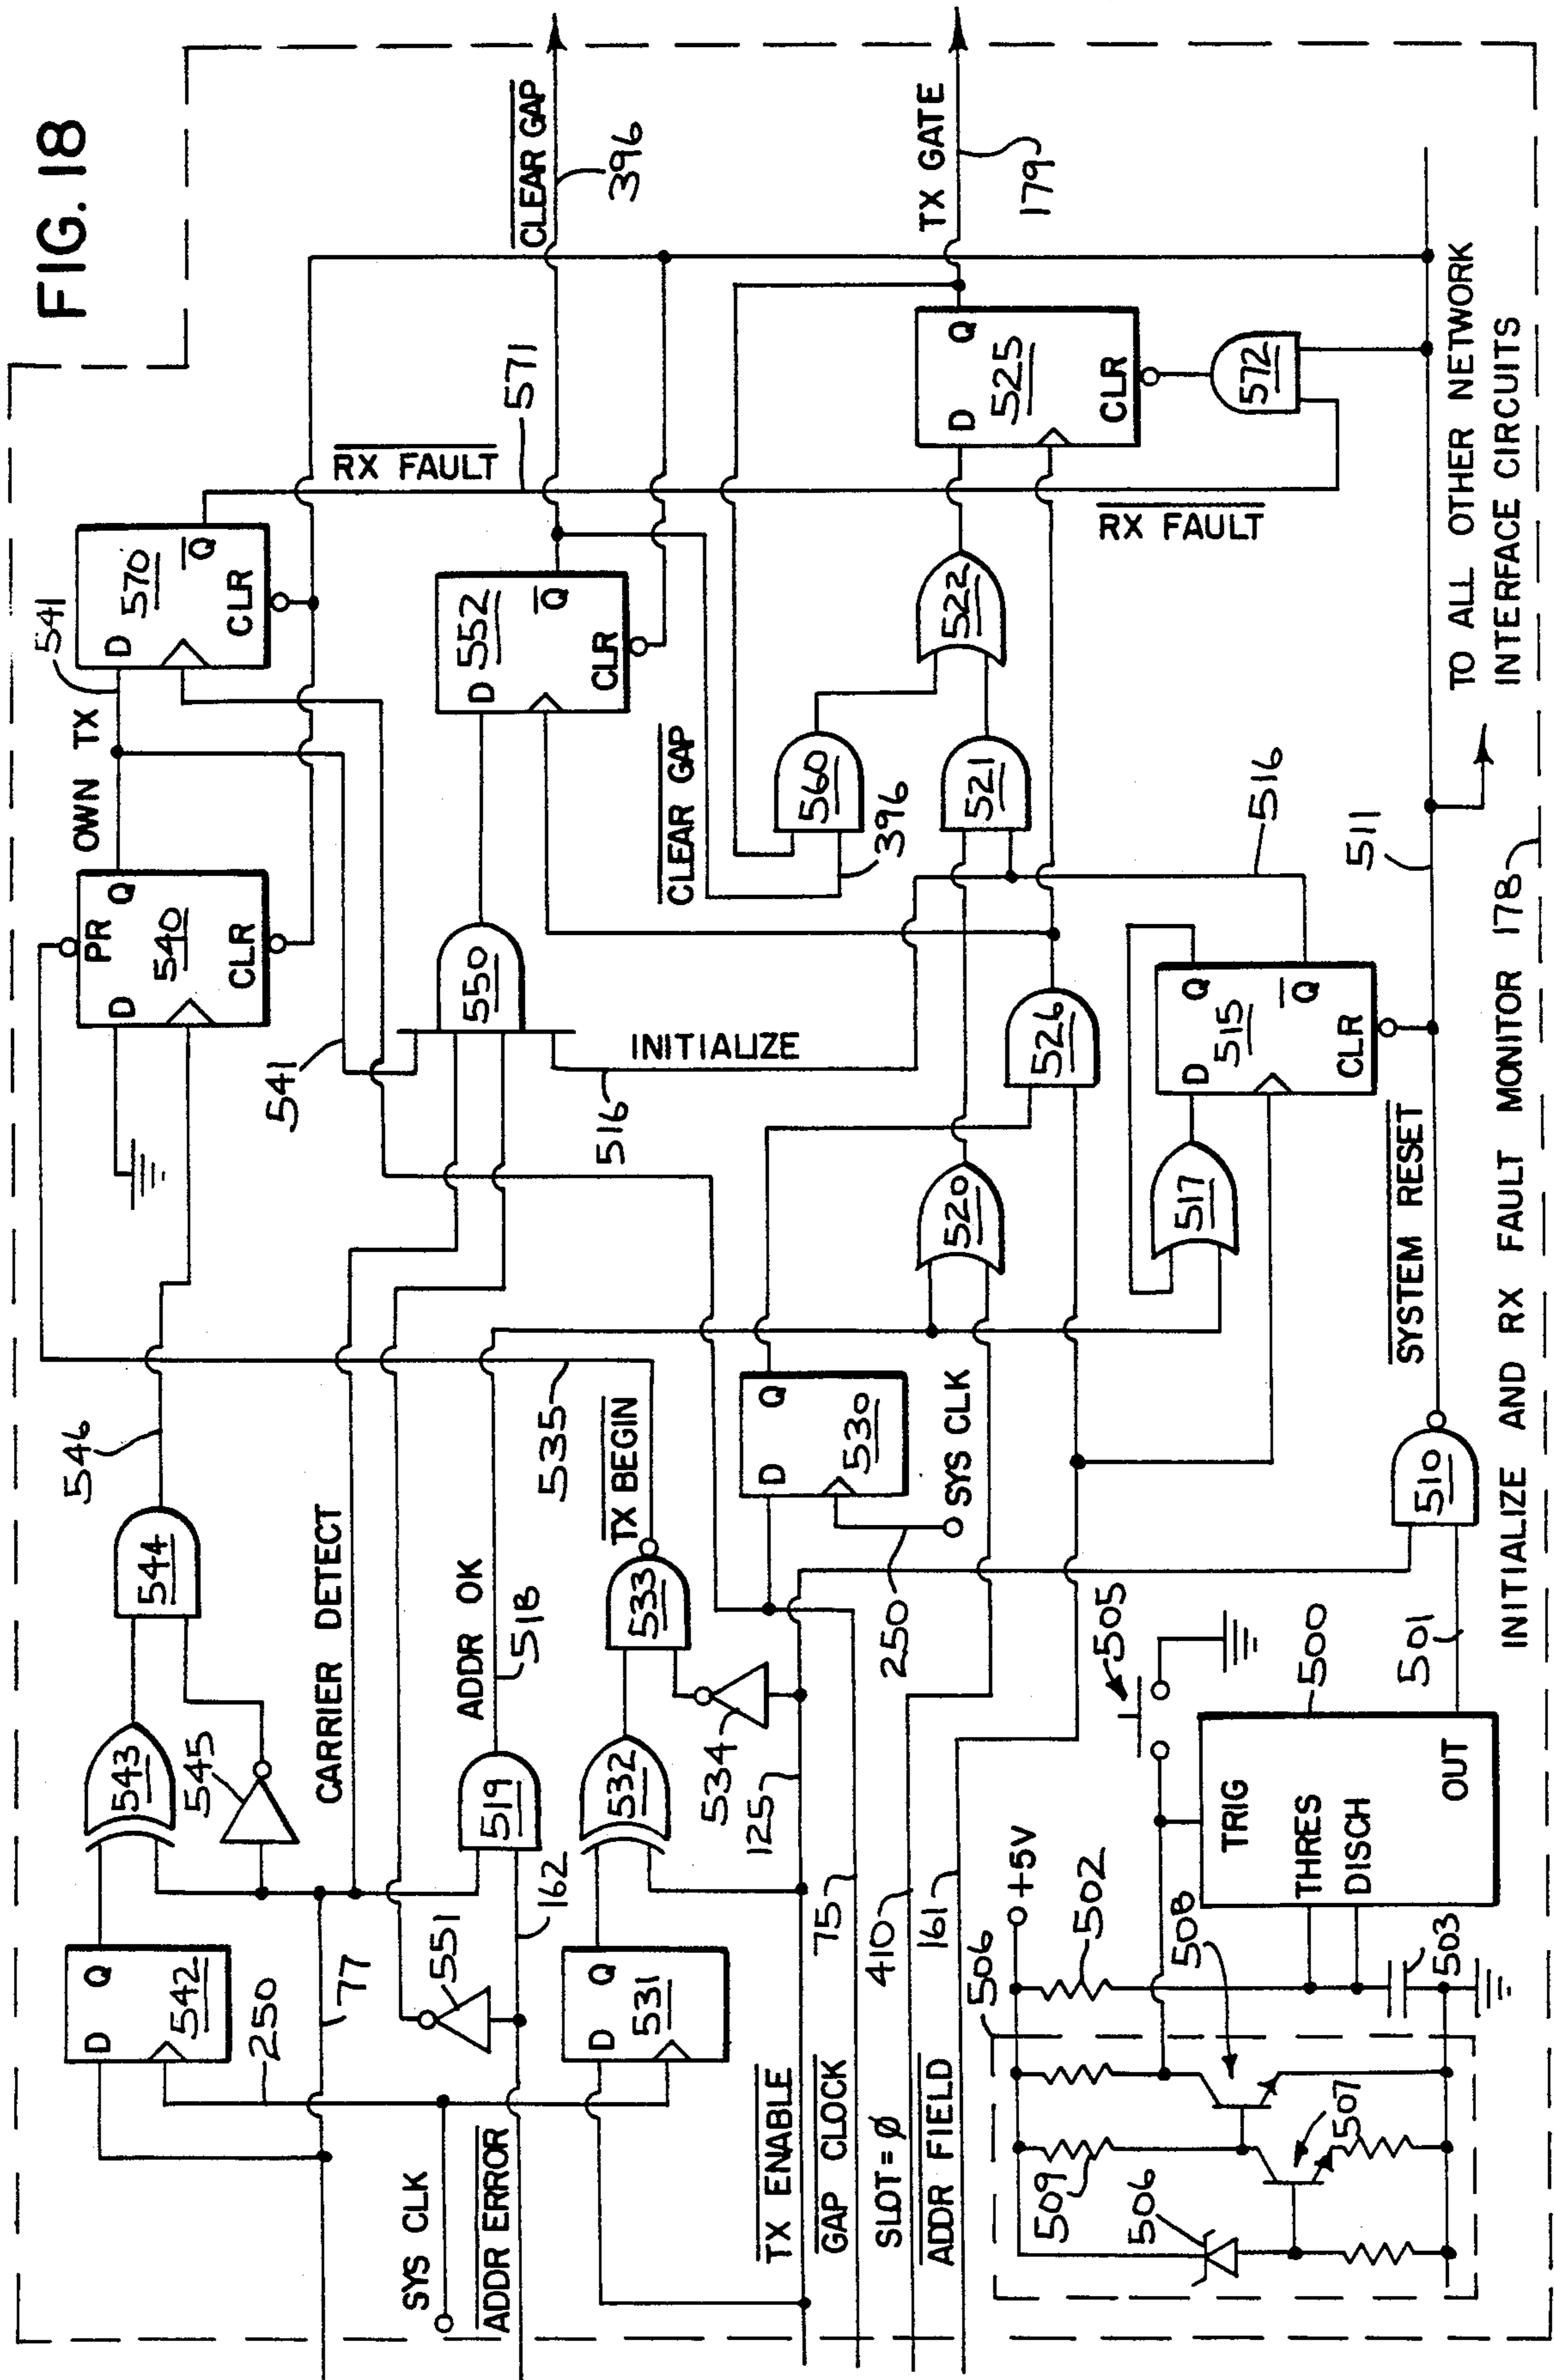 FIG. 18
541
OWN TX
D
570
Q
CLR
RX FAULT
571
CLEAR GAP
396
PR
D
Q
540
CLR
546
544
543
545
CARRIER DETECT
D
Q
542
250
77
SYS CLK
ADDR ERROR
551
162
519
ADDR OK
518
541
550
D
552
Q
CLR
INITIALIZE
516
CLEAR GAP
396
560
TX GATE
179
D
Q
525
CLR
522
521
572
RX FAULT
D
Q
531
532
533
534
TX BEGIN
535
TX ENABLE
125
GAP CLOCK
75
SLOT=Ø
410
ADDR FIELD
161
D
Q
530
250
SYS CLK
520
526
517
D
Q
515
Q
CLR
516
511
TO ALL OTHER NETWORK
INTERFACE CIRCUITS
SYSTEM RESET
510
501
500
505
TRIG
THRES
DISCH
OUT
+5V
502
503
506
508
507
509
506
INITIALIZE AND RX FAULT MONITOR 178